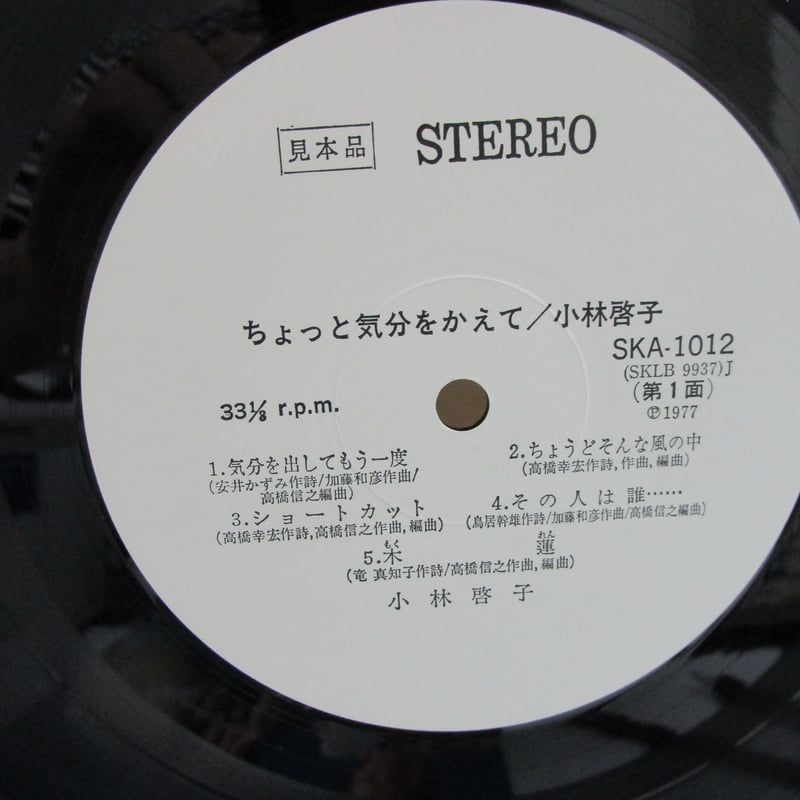 見本品 STEREO
ちょっと気分をかえて/小林啓子
SKA-1012
(SKLB 9937)J
(第1面)
℗1977
33⅓ r.p.m.
1.気分を出してもう一度
(安井かずみ作詩/加藤和彦作曲/
高橋信之編曲)
2.ちょうどそんな風の中
(高橋幸宏作詩,作曲,編曲)
3.ショートカット
(高橋幸宏作詩,高橋信之作曲,編曲)
4.その人は誰……
(鳥居幹雄作詩/加藤和彦作曲/高橋信之編曲)
もく れん
5.木 蓮
(竜 真知子作詩/高橋信之作曲,編曲)
小林啓子